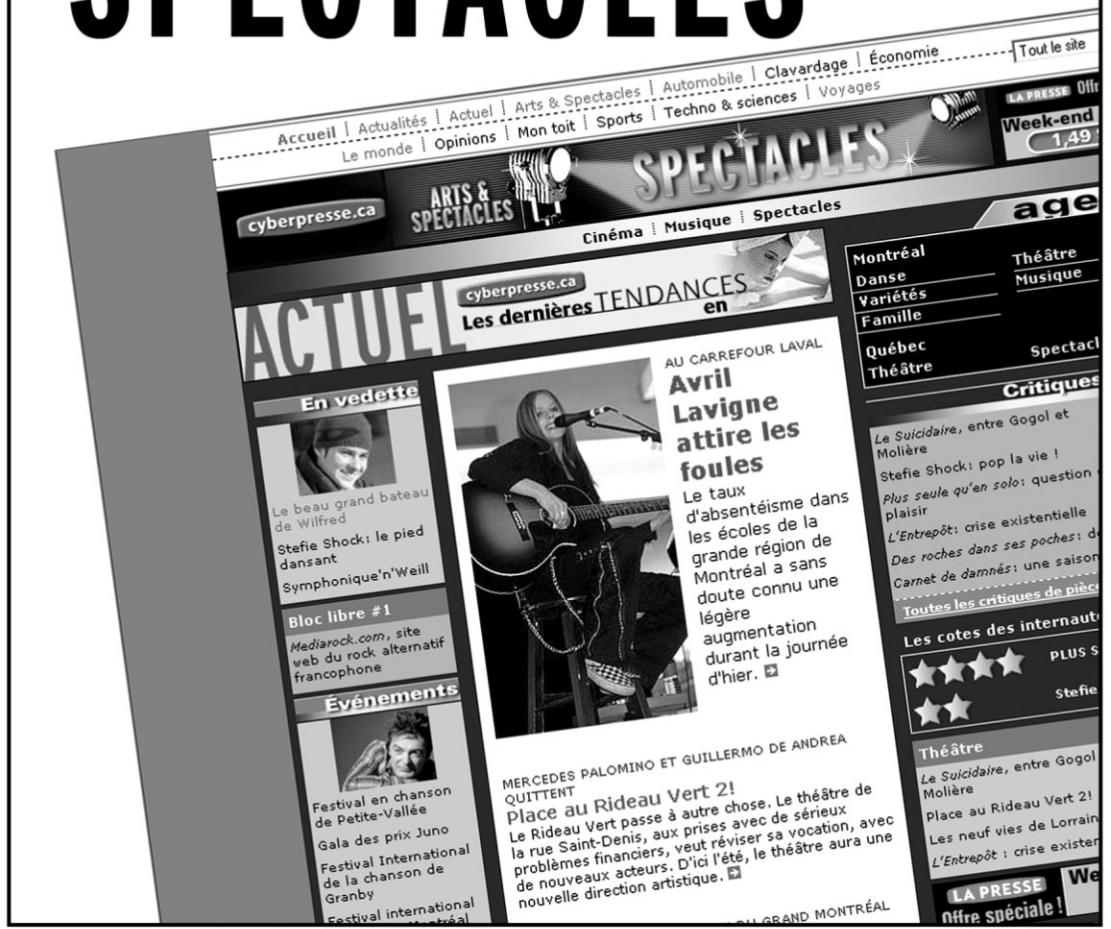 SPECTACLES
Accueil | Actualités | Actuel | Arts & Spectacles | Automobile | Clavardage | Économie
Tout le site
Le monde | Opinions | Mon toit | Sports | Techno & sciences | Voyages
cyberpresse.ca
ARTS &
SPECTACLES
SPECTACLES
LA PRESSE
Week-end
1,49
Cinéma | Musique | Spectacles
ACTUEL
cyberpresse.ca
Les dernières TENDANCES
en
En vedette
Le beau grand bateau
de Wilfred
Stefie Shock: le pied
dansant
Symphonique'n'Weill
Bloc libre #1
Mediarock.com, site
web du rock alternatif
francophone
Événements
Festival en chanson
de Petite-Vallée
Gala des prix Juno
Festival International
de la chanson de
Granby
Festival international
AU CARREFOUR LAVAL
Avril
Lavigne
attire les
foules
Le taux
d'absentéisme dans
les écoles de la
grande région de
Montréal a sans
doute connu une
légère
augmentation
durant la journée
d'hier.
MERCEDES PALOMINO ET GUILLERMO DE ANDREA
QUITTENT
Place au Rideau Vert 2!
Le Rideau Vert passe à autre chose. Le théâtre de
la rue Saint-Denis, aux prises avec de sérieux
problèmes financiers, veut réviser sa vocation, avec
de nouveaux acteurs. D'ici l'été, le théâtre aura une
nouvelle direction artistique.
DU GRAND MONTRÉAL
age
Montréal
Danse
Variétés
Famille
Théâtre
Musique
Québec
Théâtre
Spectacl
Critiques
Le Suicidaire, entre Gogol et
Molière
Stefie Shock: pop la vie !
Plus seule qu'en solo: question
plaisir
L'Entrepôt: crise existentielle
Des roches dans ses poches: d
Carnet de damnés: une saison
Toutes les critiques de pièc
Les cotes des internaut
PLUS S
Stefie
Théâtre
Le Suicidaire, entre Gogol
Molière
Place au Rideau Vert 2!
Les neuf vies de Lorrain
L'Entrepôt : crise exister
LA PRESSE
We
Offre spéciale !